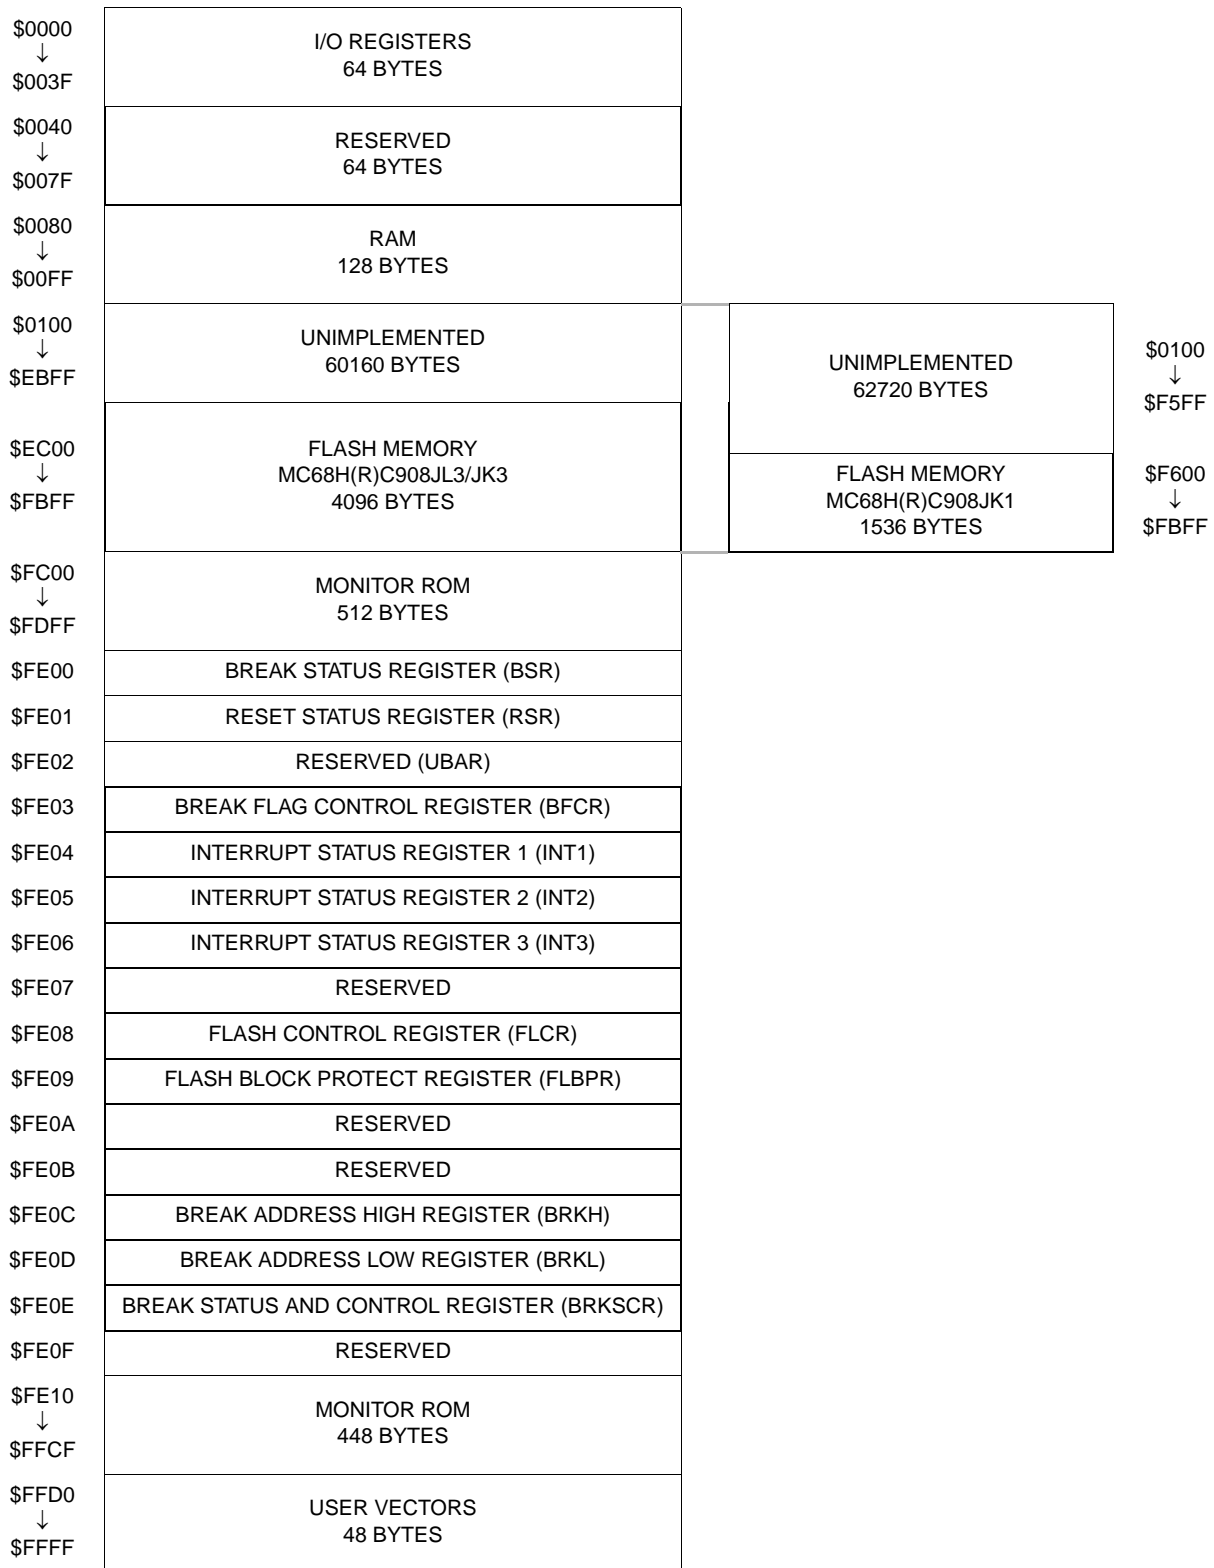 $0000
↓
$003F
I/O REGISTERS
64 BYTES
$0040
↓
$007F
RESERVED
64 BYTES
$0080
↓
$00FF
RAM
128 BYTES
$0100
↓
$EBFF
UNIMPLEMENTED
60160 BYTES
UNIMPLEMENTED
62720 BYTES
$0100
↓
$F5FF
$EC00
↓
$FBFF
FLASH MEMORY
MC68H(R)C908JL3/JK3
4096 BYTES
FLASH MEMORY
MC68H(R)C908JK1
1536 BYTES
$F600
↓
$FBFF
$FC00
↓
$FDFF
MONITOR ROM
512 BYTES
$FE00 BREAK STATUS REGISTER (BSR)
$FE01 RESET STATUS REGISTER (RSR)
$FE02 RESERVED (UBAR)
$FE03 BREAK FLAG CONTROL REGISTER (BFCR)
$FE04 INTERRUPT STATUS REGISTER 1 (INT1)
$FE05 INTERRUPT STATUS REGISTER 2 (INT2)
$FE06 INTERRUPT STATUS REGISTER 3 (INT3)
$FE07 RESERVED
$FE08 FLASH CONTROL REGISTER (FLCR)
$FE09 FLASH BLOCK PROTECT REGISTER (FLBPR)
$FE0A RESERVED
$FE0B RESERVED
$FE0C BREAK ADDRESS HIGH REGISTER (BRKH)
$FE0D BREAK ADDRESS LOW REGISTER (BRKL)
$FE0E BREAK STATUS AND CONTROL REGISTER (BRKSCR)
$FE0F RESERVED
$FE10
↓
$FFCF
MONITOR ROM
448 BYTES
$FFD0
↓
$FFFF
USER VECTORS
48 BYTES